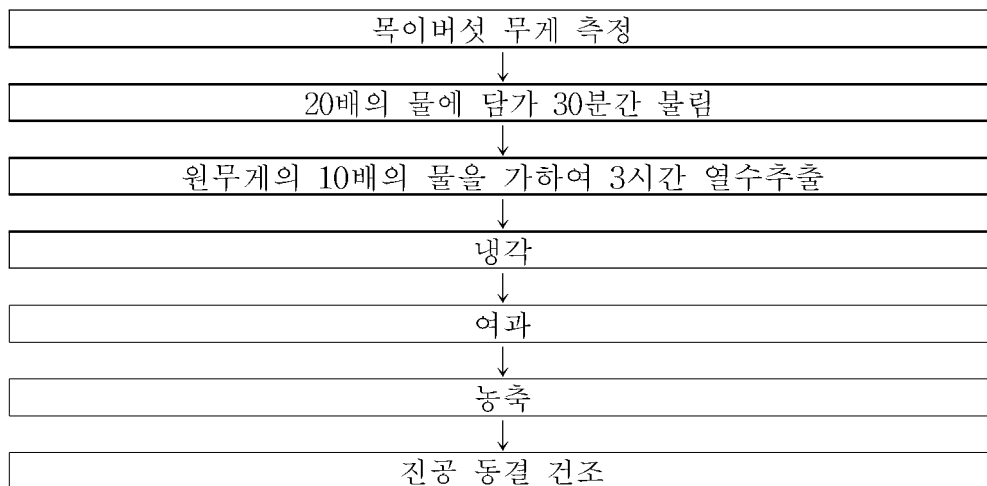 목이버섯 무게 측정
↓
20배의 물에 담가 30분간 불림
↓
원무게의 10배의 물을 가하여 3시간 열수추출
↓
냉각
↓
여과
↓
농축
↓
진공 동결 건조